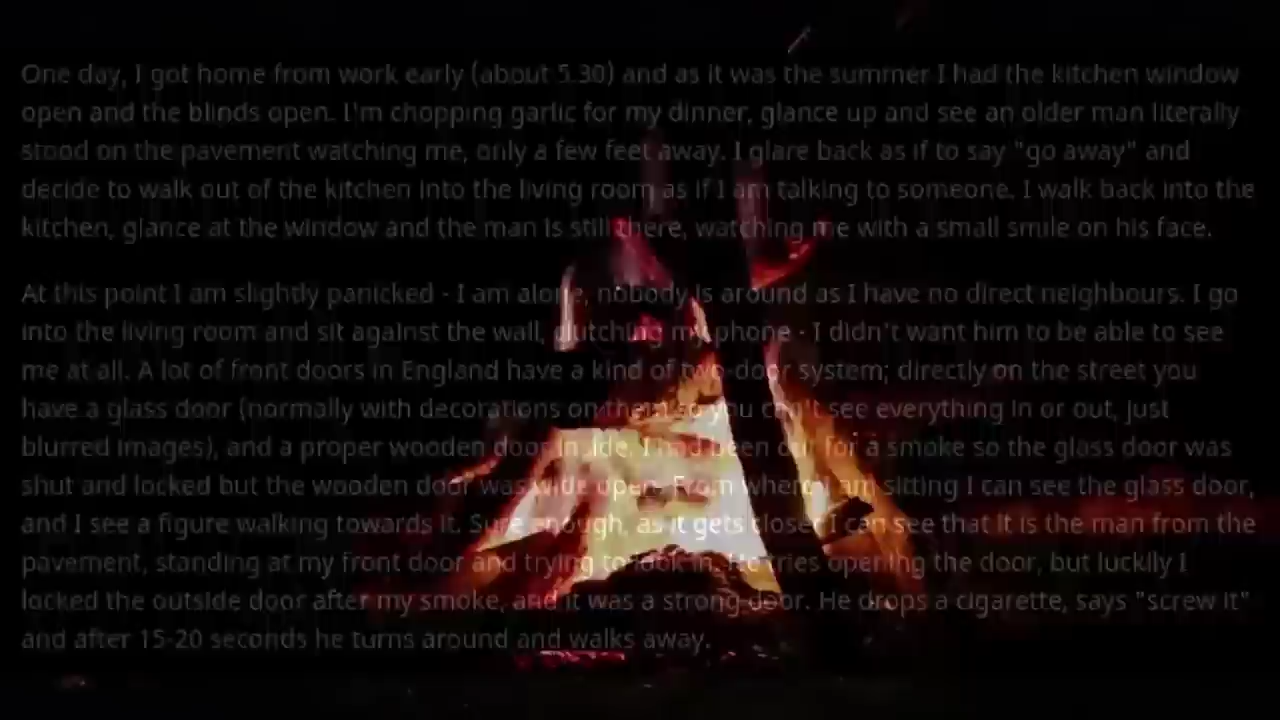 One day, I got home from work early (about 5.30) and as it was the summer I had the kitchen window
open and the blinds open. I'm chopping garlic for my dinner, glance up and see an older man literally
stood on the pavement watching me, only a few feet away. I glare back as if to say "go away" and
decide to walk out of the kitchen into the living room as if I am talking to someone. I walk back into the
kitchen, glance at the window and the man is still there, watching me with a small smile on his face.
At this point I am slightly panicked - I am alone, nobody is around as I have no direct neighbours. I go
into the living room and sit against the wall, clutching my phone - I didn't want him to be able to see
me at all. A lot of front doors in England have a kind of two-door system; directly on the street you
have a glass door (normally with decorations on them so you can't see everything in or out, just
blurred images), and a proper wooden door inside. I had been out for a smoke so the glass door was
shut and locked but the wooden door was wide open. From where I am sitting I can see the glass door,
and I see a figure walking towards it. Sure enough, as it gets closer I can see that it is the man from the
pavement, standing at my front door and trying to look in. He tries opening the door, but luckily I
locked the outside door after my smoke, and it was a strong door. He drops a cigarette, says "screw it"
and after 15-20 seconds he turns around and walks away.